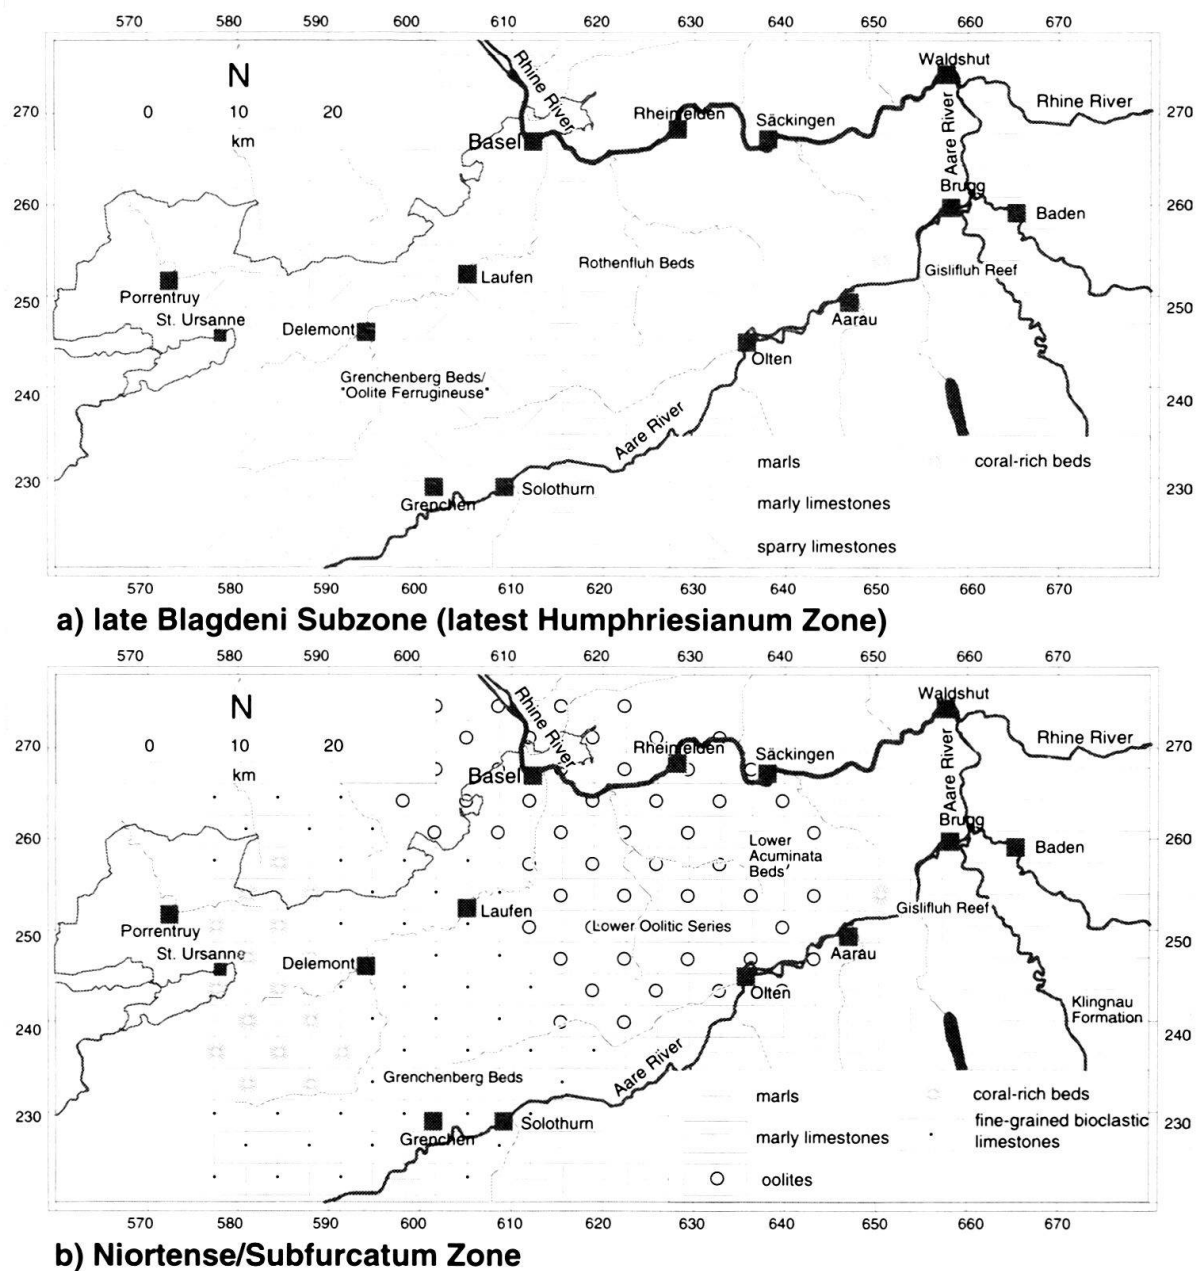 570 580 590 600 610 620 630 640 650 660 670
N
0 10 20
km
270
260
250
240
230
270
260
250
240
230
Rhine River
Basel
Rheinfelden
Säckingen
Waldshut
Rhine River
Aare River
Brugg
Baden
Laufen
Rothenfluh Beds
Gislifluh Reef
Porrentruy
St. Ursanne
Delemont
Aarau
Olten
Grenchenberg Beds/
"Oolite Ferrugineuse"
Aare River
Grenchen
Solothurn
marls
marly limestones
sparry limestones
coral-rich beds
570 580 590 600 610 620 630 640 650 660 670
a) late Blagdeni Subzone (latest Humphriesianum Zone)
570 580 590 600 610 620 630 640 650 660 670
N
0 10 20
km
270
260
250
240
230
270
260
250
240
230
Rhine River
Basel
Rheinfelden
Säckingen
Waldshut
Rhine River
Aare River
Brugg
Baden
Lower
Acuminata
Beds
Laufen
Lower Oolitic Series
Gislifluh Reef
Porrentruy
St. Ursanne
Delemont
Aarau
Olten
Klingnau
Formation
Grenchenberg Beds
Aare River
Grenchen
Solothurn
marls
marly limestones
oolites
coral-rich beds
fine-grained bioclastic
limestones
570 580 590 600 610 620 630 640 650 660 670
b) Niortense/Subfurcatum Zone